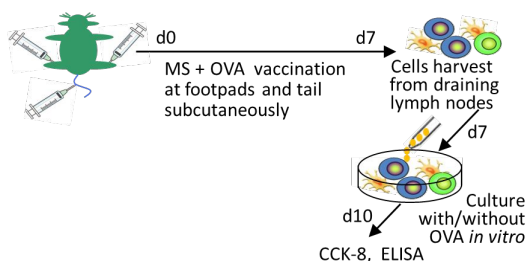 d0
d7
MS + OVA vaccination
at footpads and tail
subcutaneously
Cells harvest
from draining
lymph nodes
d7
Culture
with/without
OVA in vitro
d10
CCK-8, ELISA